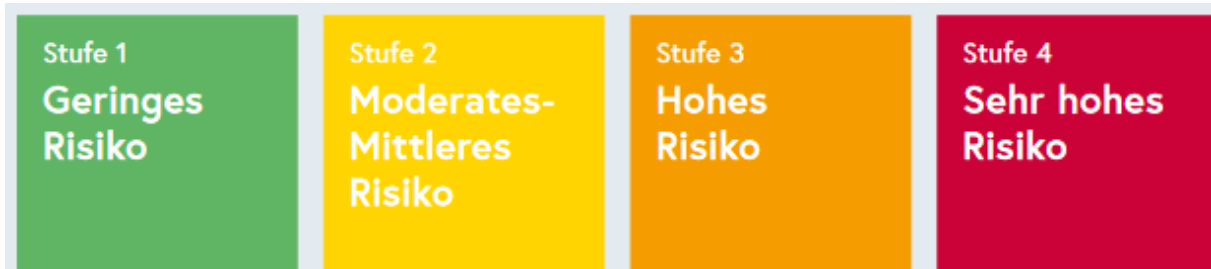 Stufe 1
Geringes
Risiko
Stufe 2
Moderates-
Mittleres
Risiko
Stufe 3
Hohes
Risiko
Stufe 4
Sehr hohes
Risiko